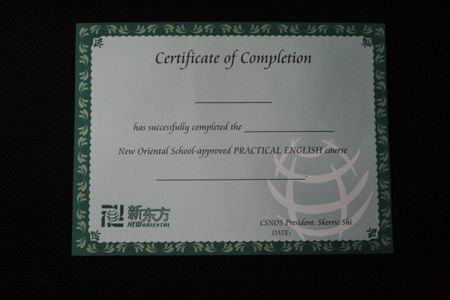 Certificate of Completion
has successfully completed the
New Oriental School-approved PRACTICAL ENGLISH course
新东方
NEW ORIENTAL
CSNOS President, Skerric Shi
DATE: